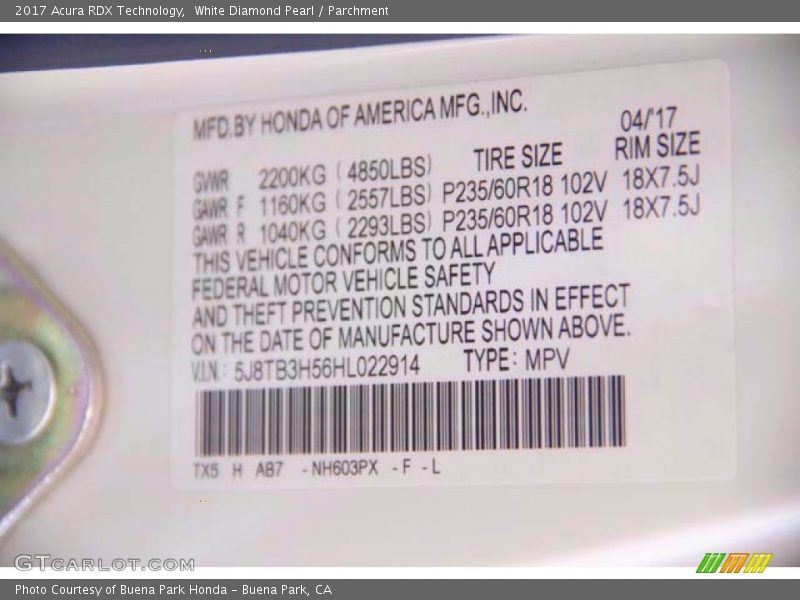 2017 Acura RDX Technology,  White Diamond Pearl / Parchment
MFD.BY HONDA OF AMERICA MFG.,INC.
04/'17
TIRE SIZE RIM SIZE
GVWR 2200KG ( 4850LBS)
GAWR F 1160KG ( 2557LBS) P235/60R18 102V 18X7.5J
GAWR R 1040KG ( 2293LBS) P235/60R18 102V 18X7.5J
THIS VEHICLE CONFORMS TO ALL APPLICABLE
FEDERAL MOTOR VEHICLE SAFETY
AND THEFT PREVENTION STANDARDS IN EFFECT
ON THE DATE OF MANUFACTURE SHOWN ABOVE.
V.I.N.: 5J8TB3H56HL022914 TYPE: MPV
TX5 H AB7 -NH603PX -F -L
GTCARLOT.COM
Photo Courtesy of Buena Park Honda - Buena Park, CA